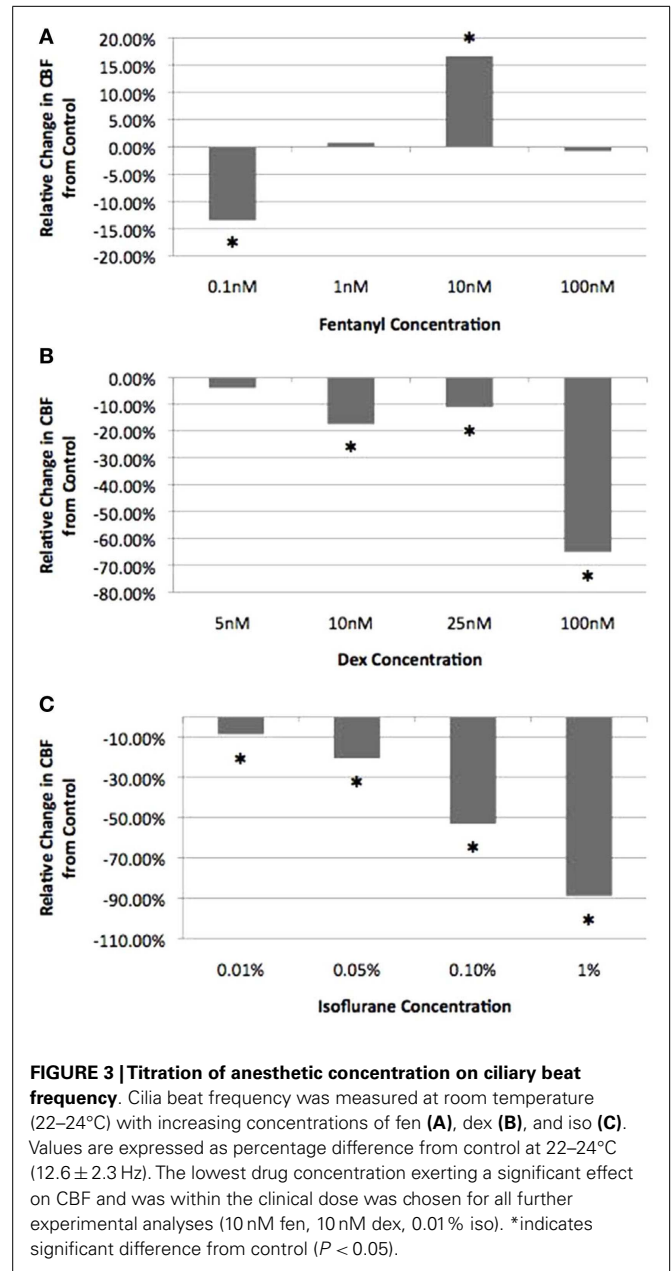 A
20.00%
15.00%
10.00%
5.00%
0.00%
-5.00%
-10.00%
-15.00%
-20.00%
Relative Change in CBF
from Control
*
*
0.1nM 1nM 10nM 100nM
Fentanyl Concentration
B
0.00%
-10.00%
-20.00%
-30.00%
-40.00%
-50.00%
-60.00%
-70.00%
-80.00%
Relative Change in CBF
from Control
*
*
*
5nM 10nM 25nM 100nM
Dex Concentration
C
-10.00%
-30.00%
-50.00%
-70.00%
-90.00%
-110.00%
Relative Change in CBF
from Control
*
*
*
*
0.01% 0.05% 0.10% 1%
Isoflurane Concentration
FIGURE 3 | Titration of anesthetic concentration on ciliary beat
frequency. Cilia beat frequency was measured at room temperature
(22–24°C) with increasing concentrations of fen (A), dex (B), and iso (C).
Values are expressed as percentage difference from control at 22–24°C
(12.6 ± 2.3 Hz). The lowest drug concentration exerting a significant effect
on CBF and was within the clinical dose was chosen for all further
experimental analyses (10 nM fen, 10 nM dex, 0.01% iso). *indicates
significant difference from control (P < 0.05).